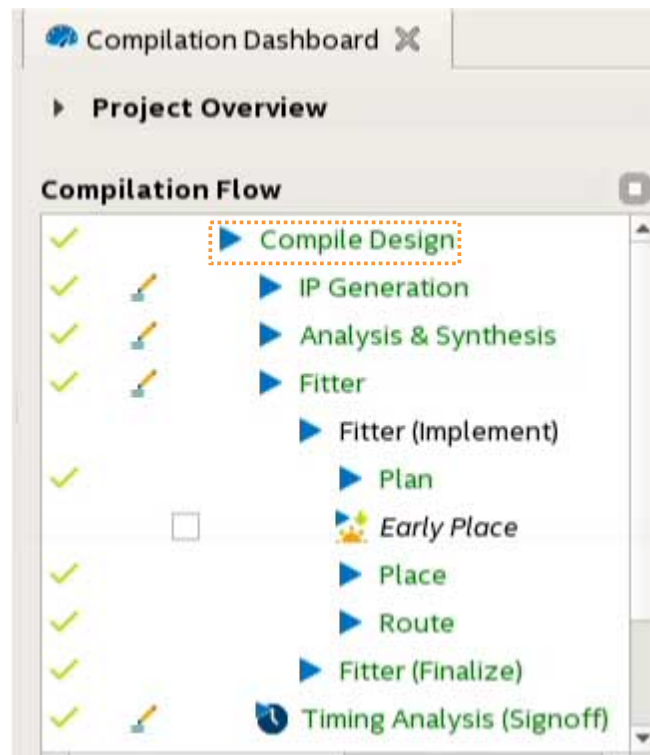 Compilation Dashboard
Project Overview
Compilation Flow
Compile Design
IP Generation
Analysis & Synthesis
Fitter
Fitter (Implement)
Plan
Early Place
Place
Route
Fitter (Finalize)
Timing Analysis (Signoff)